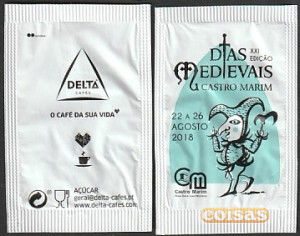 DELTA
CAFÉS
O CAFÉ DA SUA VIDA
AÇÚCAR
geral@delta-cafes.pt
www.delta-cafes.com
DIAS
XXI
EDIÇÃO
MEDIEVAIS
CASTRO MARIM
22 A 26
AGOSTO
2018
Castro Marim
coisas